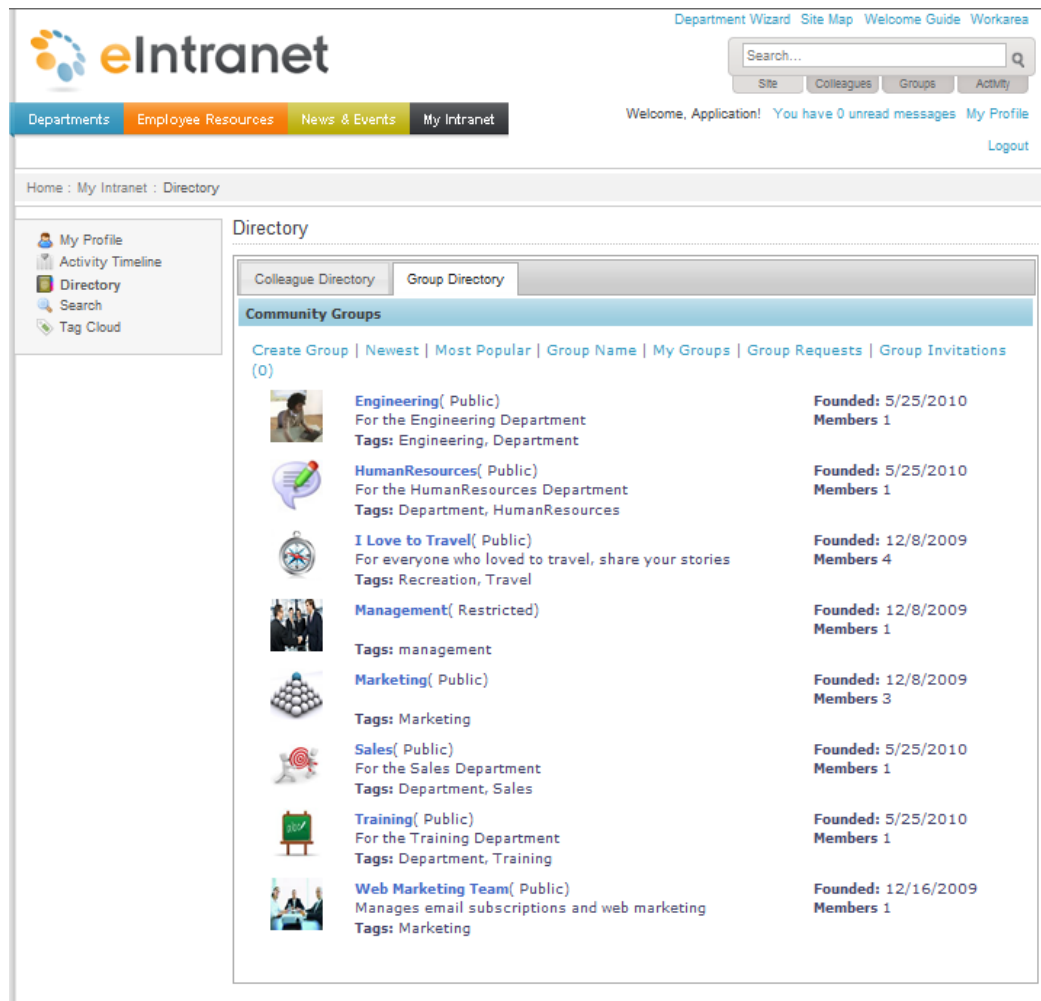 Department Wizard Site Map Welcome Guide Workarea
eIntranet
Search...
Site Colleagues Groups Activity
Departments Employee Resources News & Events My Intranet
Welcome, Application! You have 0 unread messages My Profile
Logout
Home : My Intranet : Directory
My Profile
Activity Timeline
Directory
Search
Tag Cloud
Directory
Colleague Directory Group Directory
Community Groups
Create Group | Newest | Most Popular | Group Name | My Groups | Group Requests | Group Invitations
(0)
Engineering( Public) Founded: 5/25/2010
For the Engineering Department Members 1
Tags: Engineering, Department
HumanResources( Public) Founded: 5/25/2010
For the HumanResources Department Members 1
Tags: Department, HumanResources
I Love to Travel( Public) Founded: 12/8/2009
For everyone who loved to travel, share your stories Members 4
Tags: Recreation, Travel
Management( Restricted) Founded: 12/8/2009
Members 1
Tags: management
Marketing( Public) Founded: 12/8/2009
Members 3
Tags: Marketing
Sales( Public) Founded: 5/25/2010
For the Sales Department Members 1
Tags: Department, Sales
Training( Public) Founded: 5/25/2010
For the Training Department Members 1
Tags: Department, Training
Web Marketing Team( Public) Founded: 12/16/2009
Manages email subscriptions and web marketing Members 1
Tags: Marketing